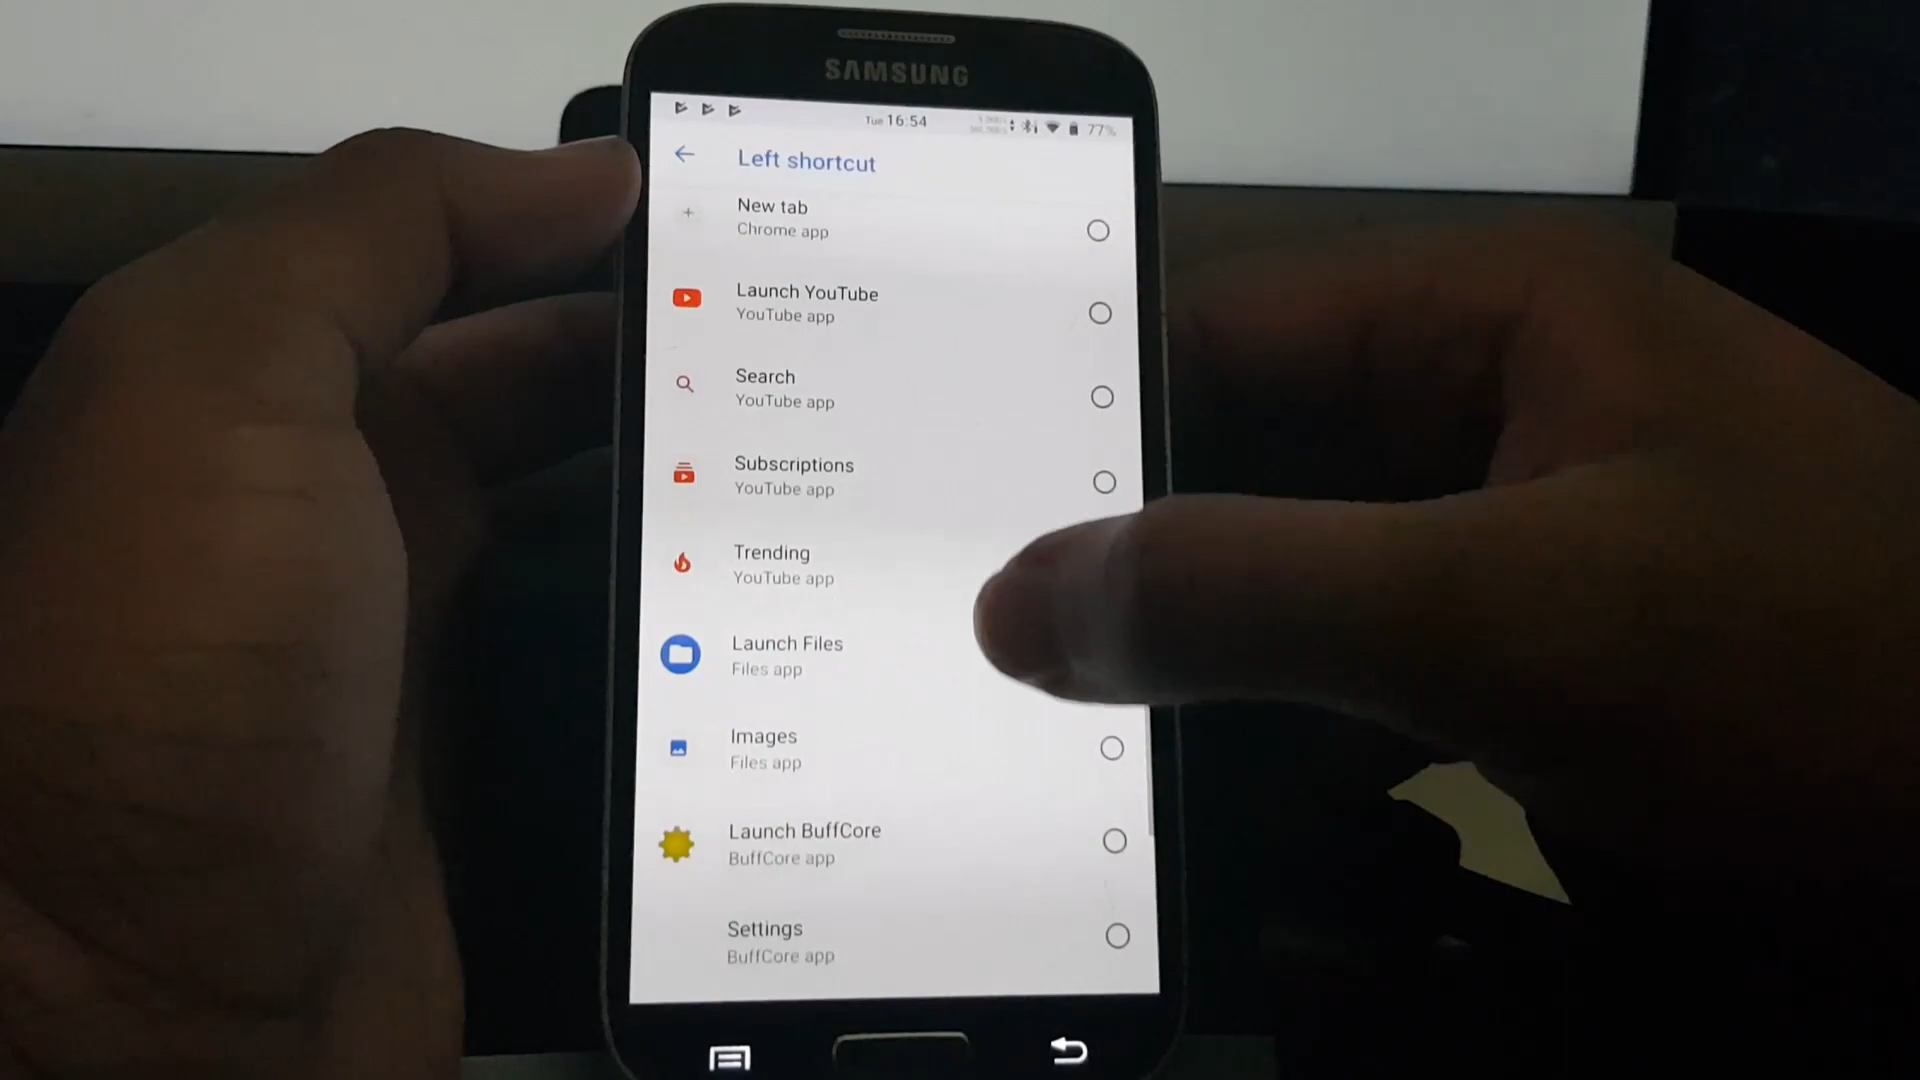 SAMSUNG
Tue 16:54
77%
Left shortcut
New tab
Chrome app
Launch YouTube
YouTube app
Search
YouTube app
Subscriptions
YouTube app
Trending
YouTube app
Launch Files
Files app
Images
Files app
Launch BuffCore
BuffCore app
Settings
BuffCore app